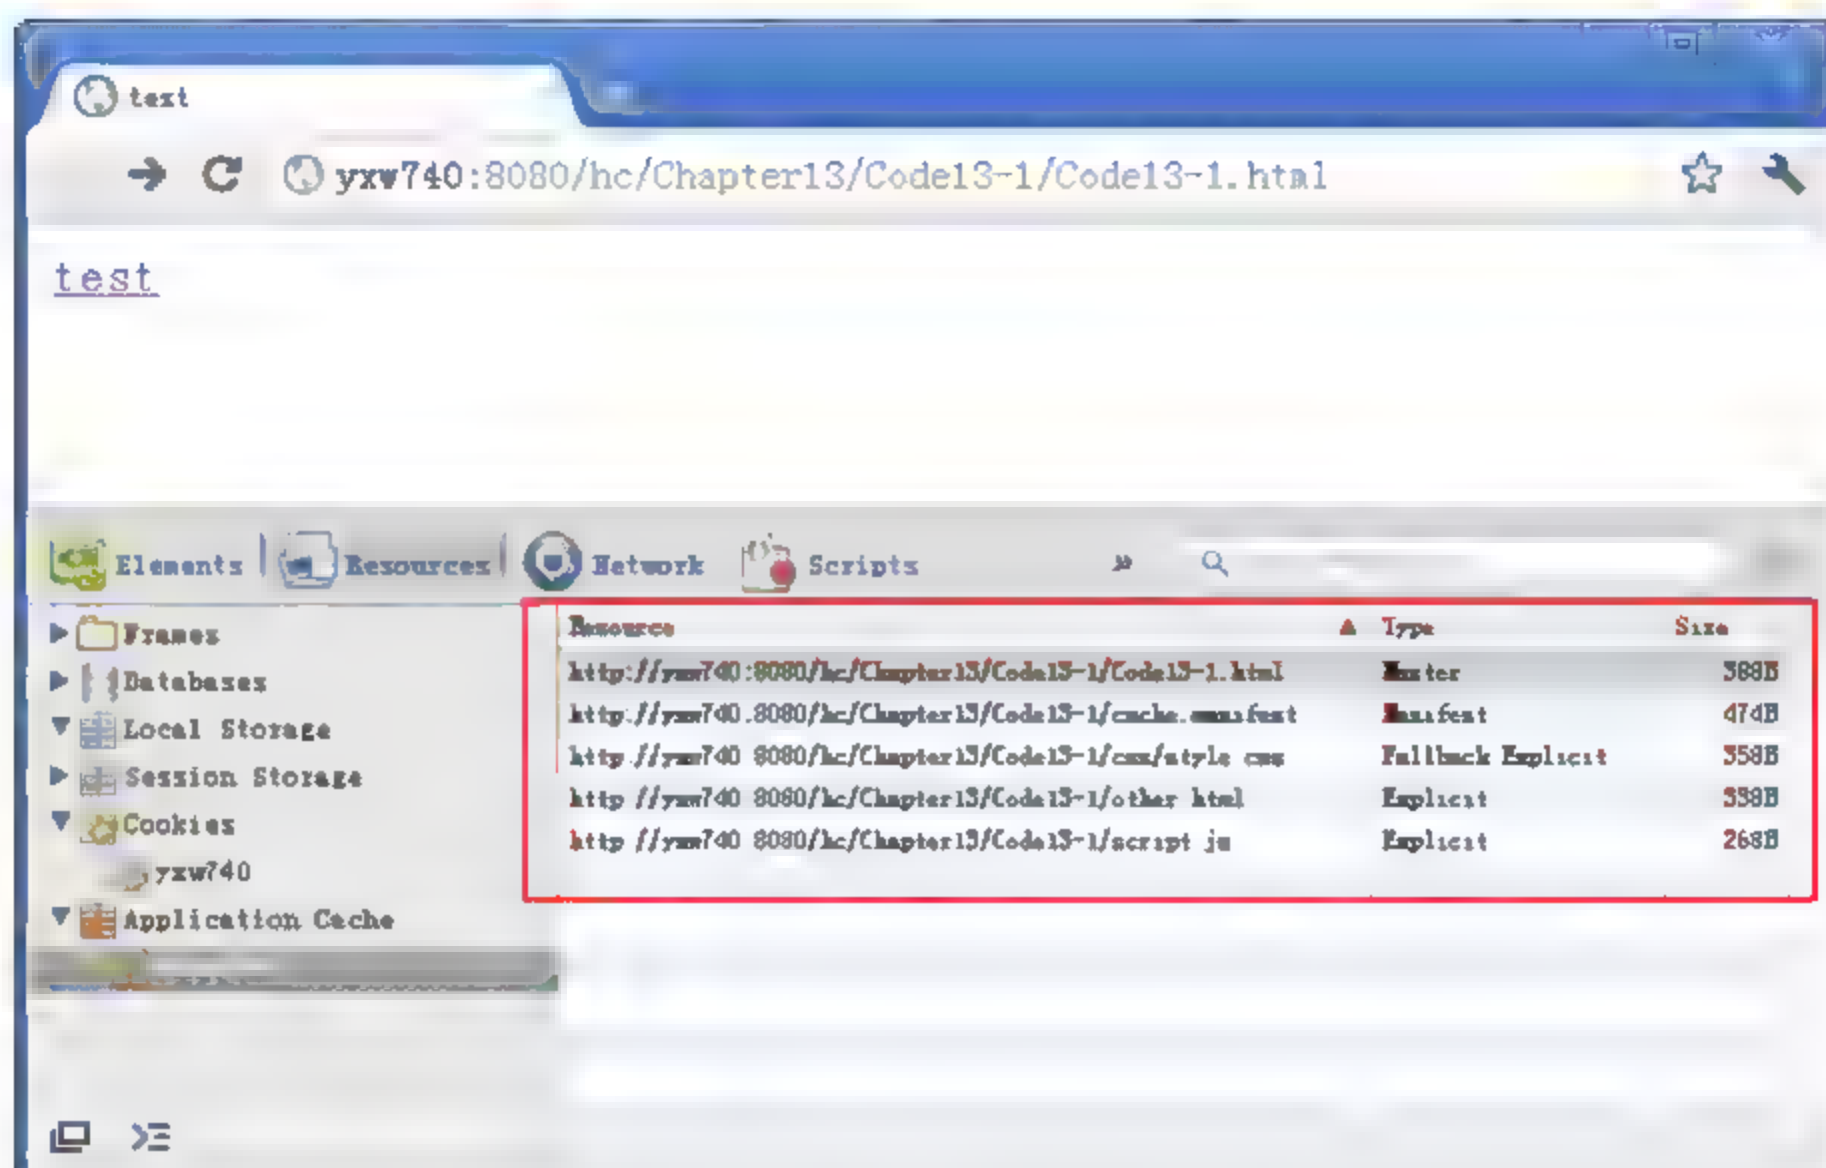 test
yxw740:8080/hc/Chapter13/Code13-1/Code13-1.html
test
Elements Resources Network Scripts »
Frames
Databases
Local Storage
Session Storage
Cookies
yxw740
Application Cache
Resource Type Size
http://yxw740:8080/hc/Chapter13/Code13-1/Code13-1.html Master 388B
http://yxw740:8080/hc/Chapter13/Code13-1/cache.manifest Manifest 474B
http://yxw740:8080/hc/Chapter13/Code13-1/css/style.css Fallback Explicit 358B
http://yxw740:8080/hc/Chapter13/Code13-1/other.html Explicit 338B
http://yxw740:8080/hc/Chapter13/Code13-1/script.js Explicit 268B